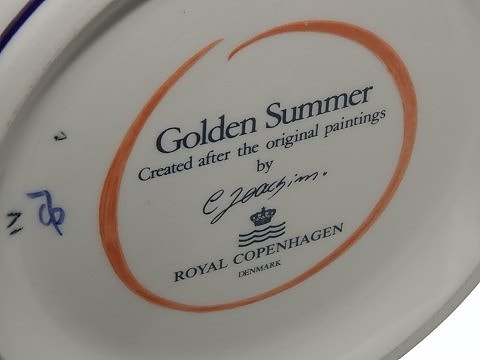 Golden Summer
Created after the original paintings
by
C Joachim.
ROYAL COPENHAGEN
DENMARK